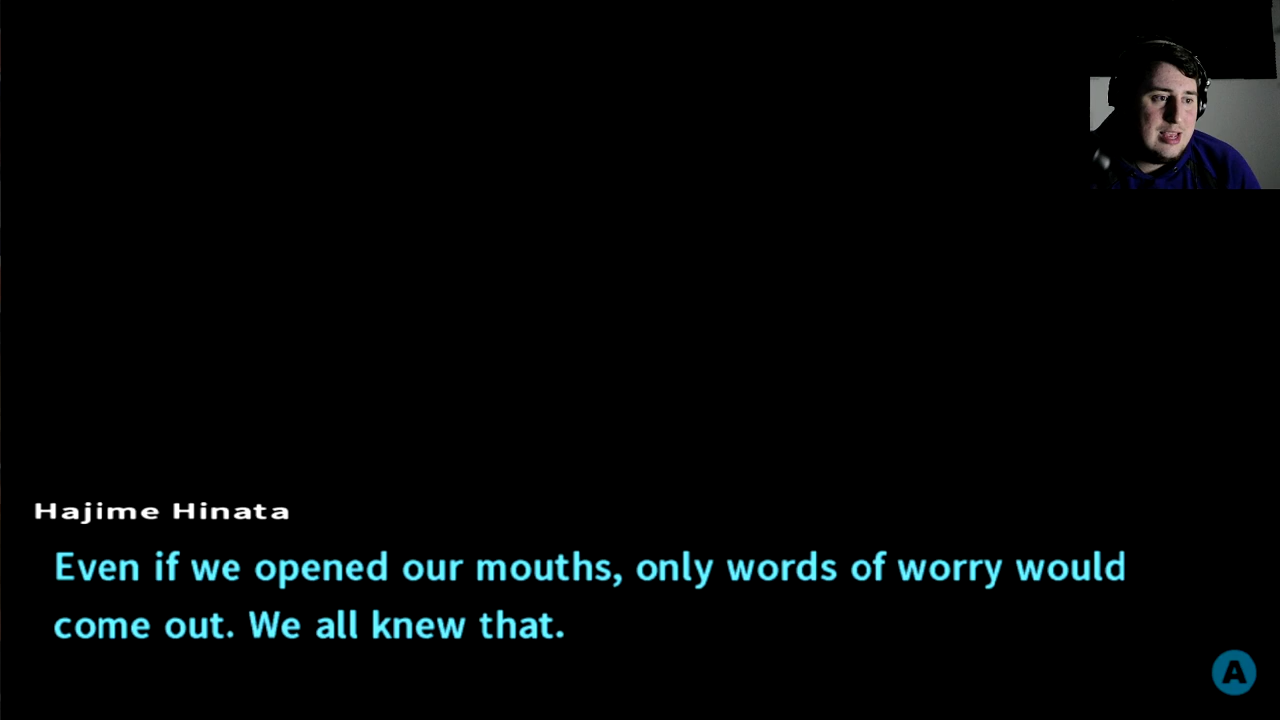 Hajime Hinata
Even if we opened our mouths, only words of worry would
come out. We all knew that.
A